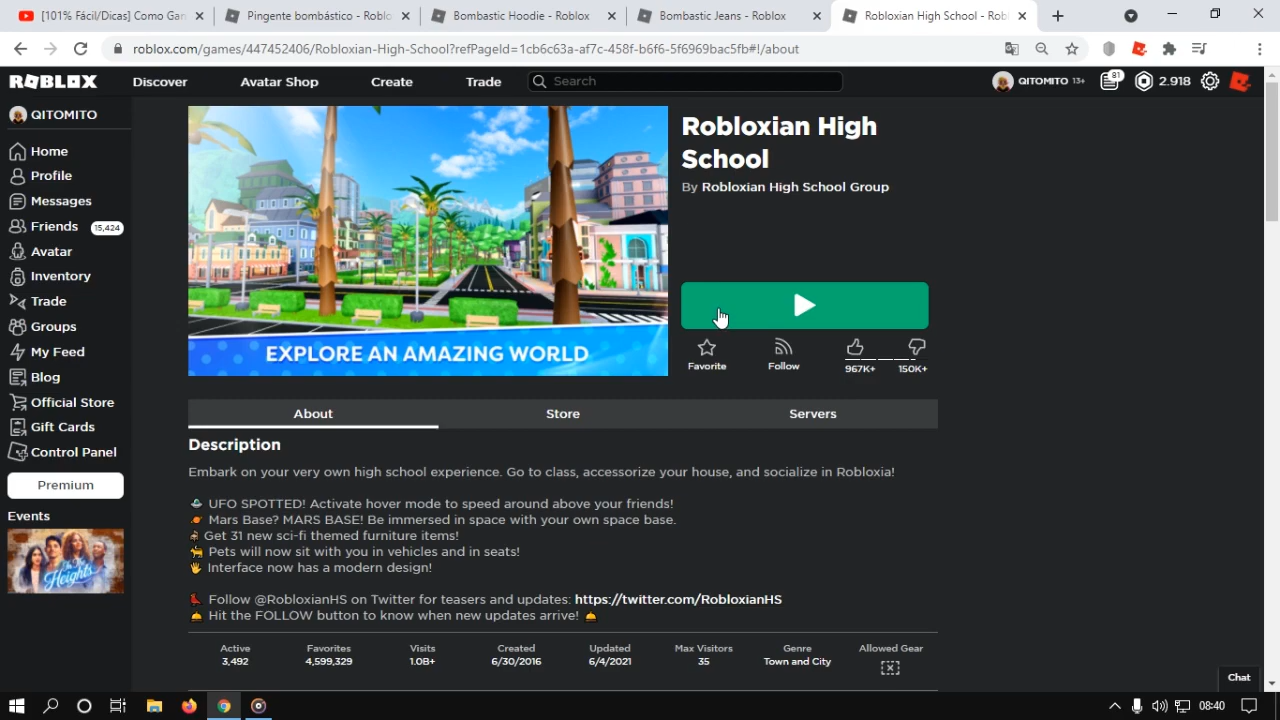 [101% Fácil/Dicas] Como Gan
Pingente bombástico - Roblo
Bombastic Hoodie - Roblox
Bombastic Jeans - Roblox
Robloxian High School - Rob
roblox.com/games/447452406/Robloxian-High-School?refPageId=1cb6c63a-af7c-458f-b6f6-5f6969bac5fb#!/about
ROBLOX
Discover
Avatar Shop
Create
Trade
Search
QITOMITO 13+
81
2.918
QITOMITO
Home
Profile
Messages
Friends 15,424
Avatar
Inventory
Trade
Groups
My Feed
Blog
Official Store
Gift Cards
Control Panel
Premium
Events
In The Heights
EXPLORE AN AMAZING WORLD
Robloxian High
School
By Robloxian High School Group
Favorite
Follow
967K+
150K+
About
Store
Servers
Description
Embark on your very own high school experience. Go to class, accessorize your house, and socialize in Robloxia!
🛸 UFO SPOTTED! Activate hover mode to speed around above your friends!
🪐 Mars Base? MARS BASE! Be immersed in space with your own space base.
Get 31 new sci-fi themed furniture items!
Pets will now sit with you in vehicles and in seats!
Interface now has a modern design!
Follow @RobloxianHS on Twitter for teasers and updates: https://twitter.com/RobloxianHS
🛎️ Hit the FOLLOW button to know when new updates arrive! 🛎️
Active
Favorites
Visits
Created
Updated
Max Visitors
Genre
Allowed Gear
3,492
4,599,329
1.0B+
6/30/2016
6/4/2021
35
Town and City
Chat
08:40